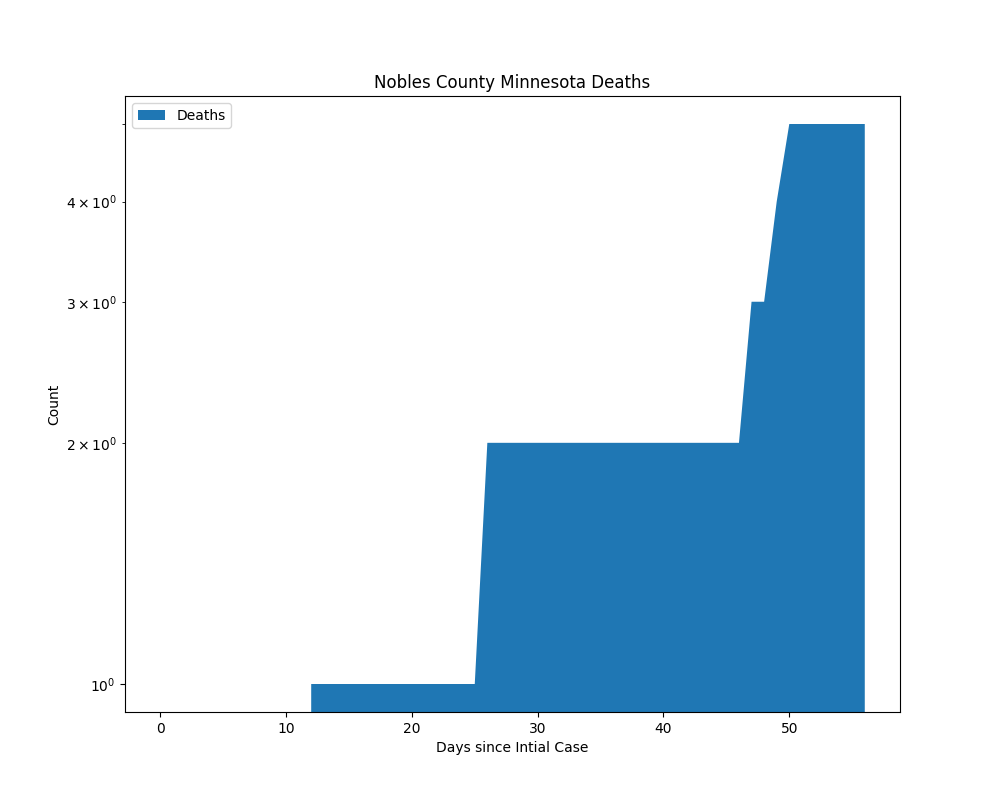 Nobles County Minnesota Deaths
Deaths
4 × 10⁰
3 × 10⁰
2 × 10⁰
10⁰
Count
0 10 20 30 40 50
Days since Intial Case